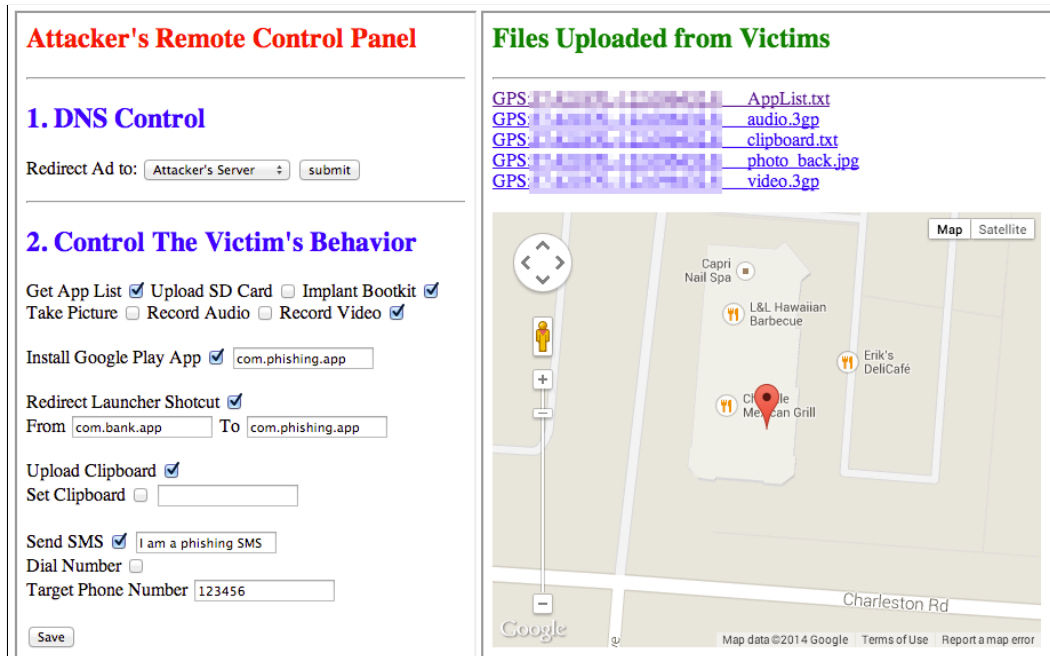 Attacker's Remote Control Panel
1. DNS Control
Redirect Ad to: Attacker's Server submit
2. Control The Victim's Behavior
Get App List Upload SD Card Implant Bootkit
Take Picture Record Audio Record Video
Install Google Play App com.phishing.app
Redirect Launcher Shotcut
From com.bank.app To com.phishing.app
Upload Clipboard
Set Clipboard
Send SMS I am a phishing SMS
Dial Number
Target Phone Number 123456
Save
Files Uploaded from Victims
GPS: AppList.txt
GPS: audio.3gp
GPS: clipboard.txt
GPS: photo_back.jpg
GPS: video.3gp
Map Satellite
Capri
Nail Spa
L&L Hawaiian
Barbecue
Erik's
DeliCafé
Mexican Grill
Charleston Rd
Google
Map data ©2014 Google Terms of Use Report a map error